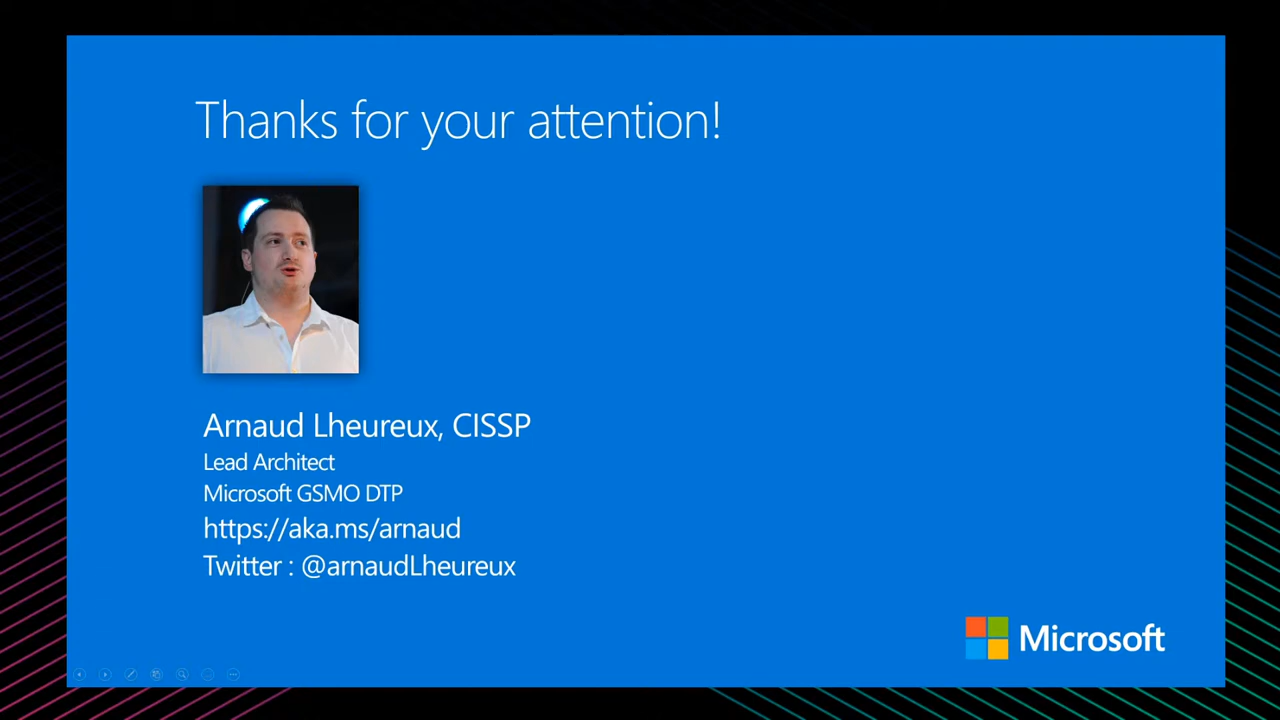 Thanks for your attention!
Arnaud Lheureux, CISSP
Lead Architect
Microsoft GSMO DTP
https://aka.ms/arnaud
Twitter : @arnaudLheureux
Microsoft